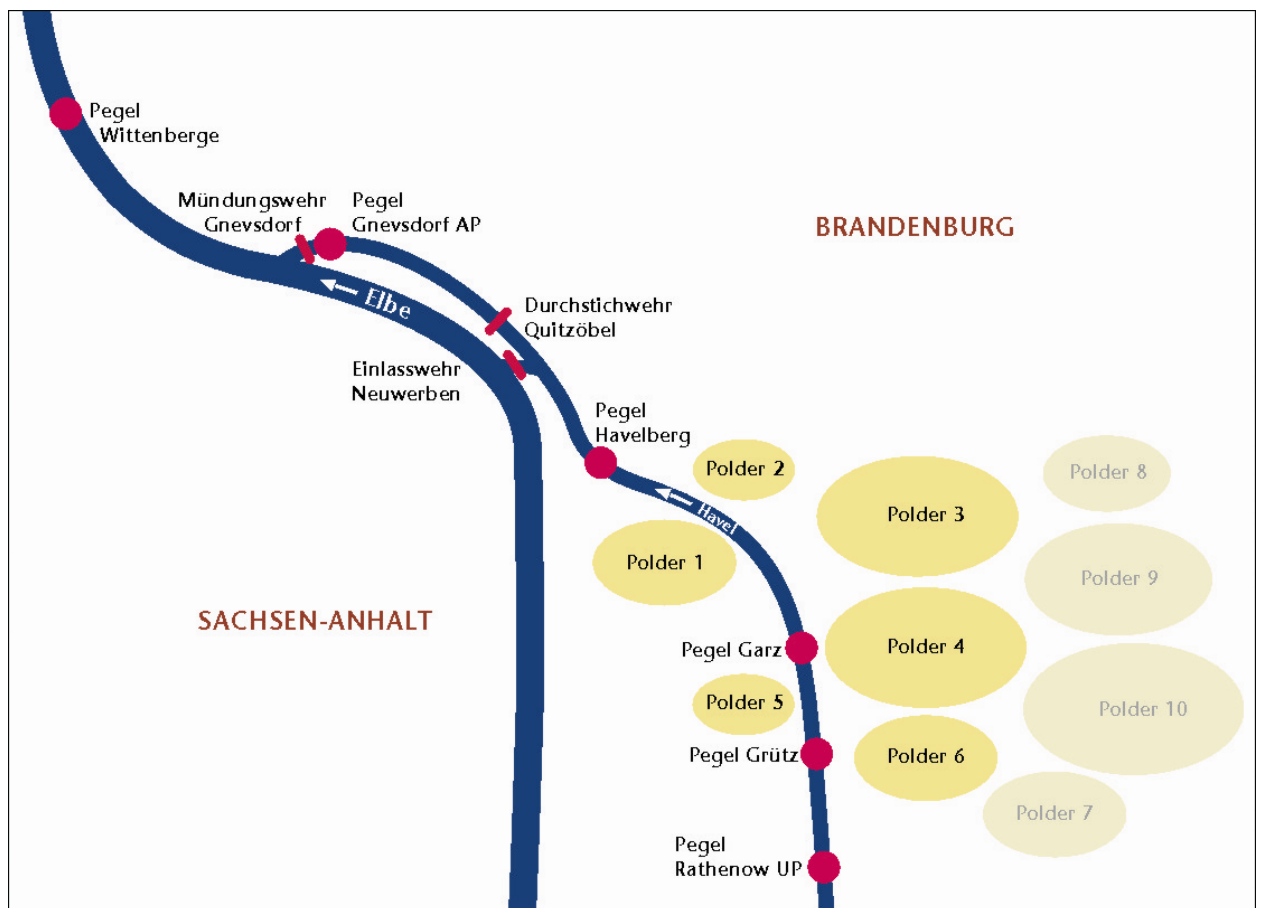 Pegel
Wittenberge
Mündungswehr
Gnevsdorf
Pegel
Gnevsdorf AP
BRANDENBURG
Elbe
Durchstichwehr
Quitzöbel
Einlasswehr
Neuwerben
Pegel
Havelberg
Polder 2
Polder 8
Havel
Polder 3
Polder 1
Polder 9
SACHSEN-ANHALT
Pegel Garz
Polder 4
Polder 5
Polder 10
Pegel Grütz
Polder 6
Polder 7
Pegel
Rathenow UP